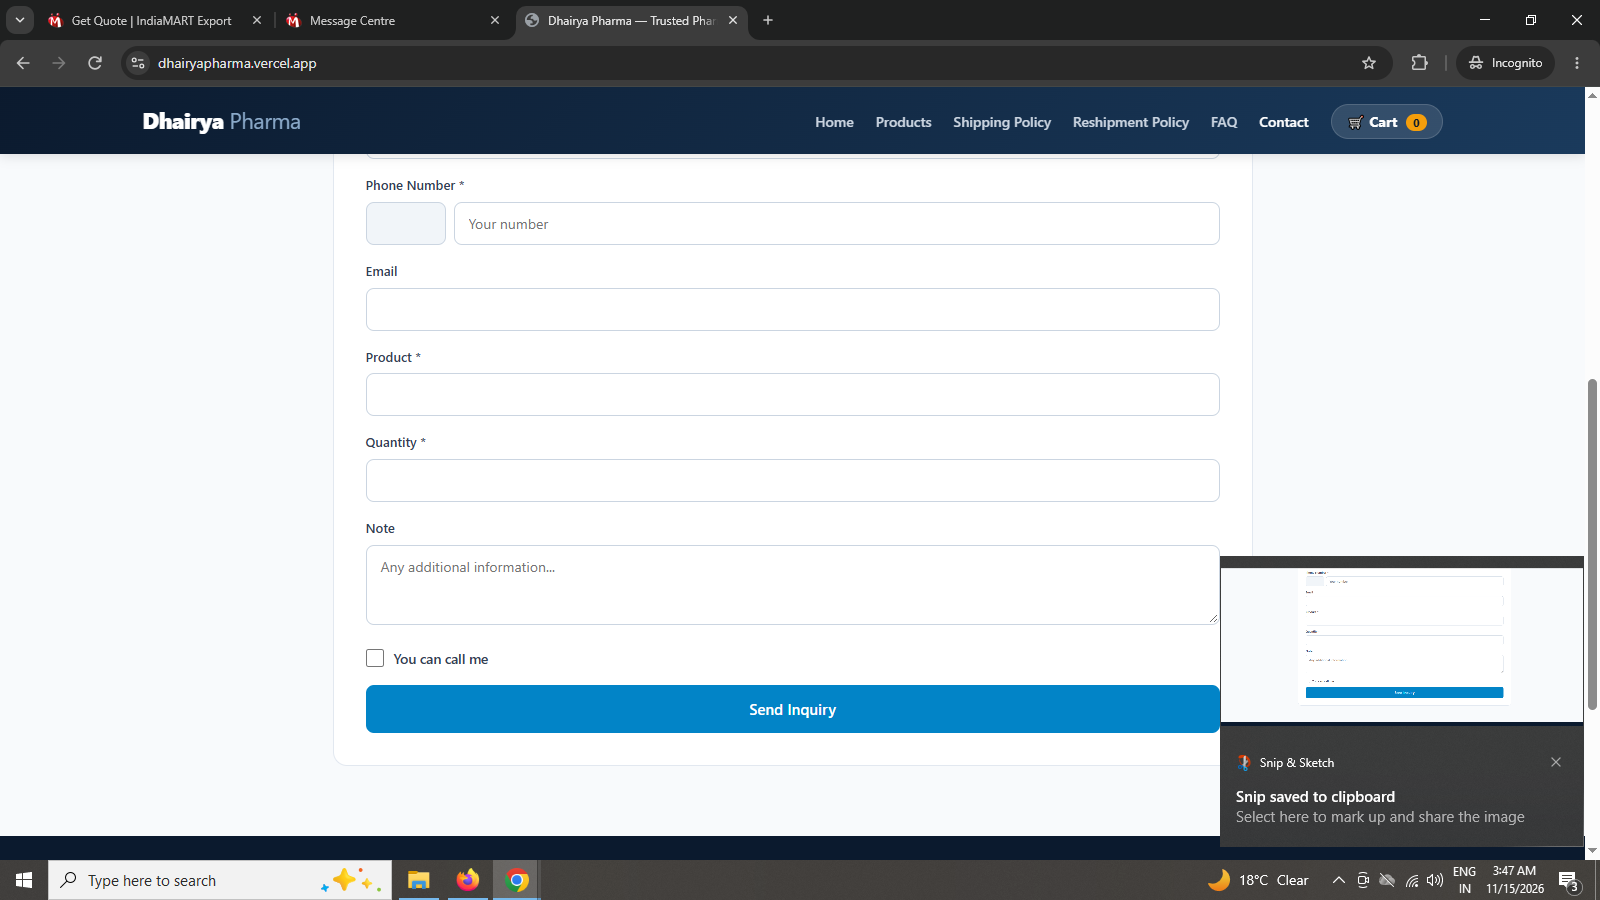 Get Quote | IndiaMART Export
Message Centre
Dhairya Pharma — Trusted Phar
dhairyapharma.vercel.app
Incognito
Dhairya Pharma
Home
Products
Shipping Policy
Reshipment Policy
FAQ
Contact
Cart 0
Phone Number *
Your number
Email
Product *
Quantity *
Note
Any additional information...
You can call me
Send Inquiry
Snip & Sketch
Snip saved to clipboard
Select here to mark up and share the image
Type here to search
18°C Clear
ENG
IN
3:47 AM
11/15/2026
3